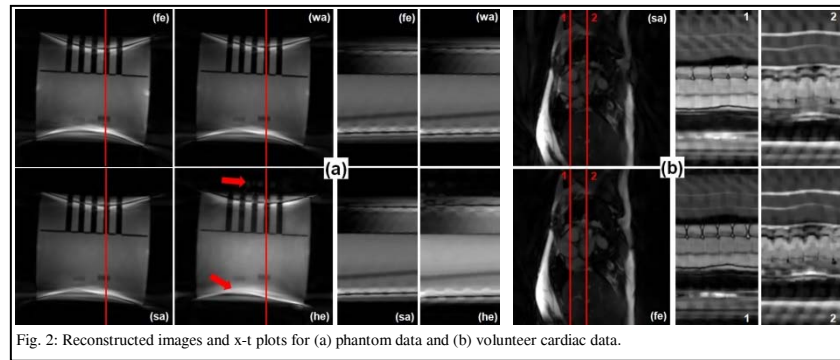 (fe) (wa) (fe) (wa) (sa) 1 2
1 2
(a) (b)
(sa) (he) (sa) (he) (fe) 1 2
1 2
Fig. 2: Reconstructed images and x-t plots for (a) phantom data and (b) volunteer cardiac data.